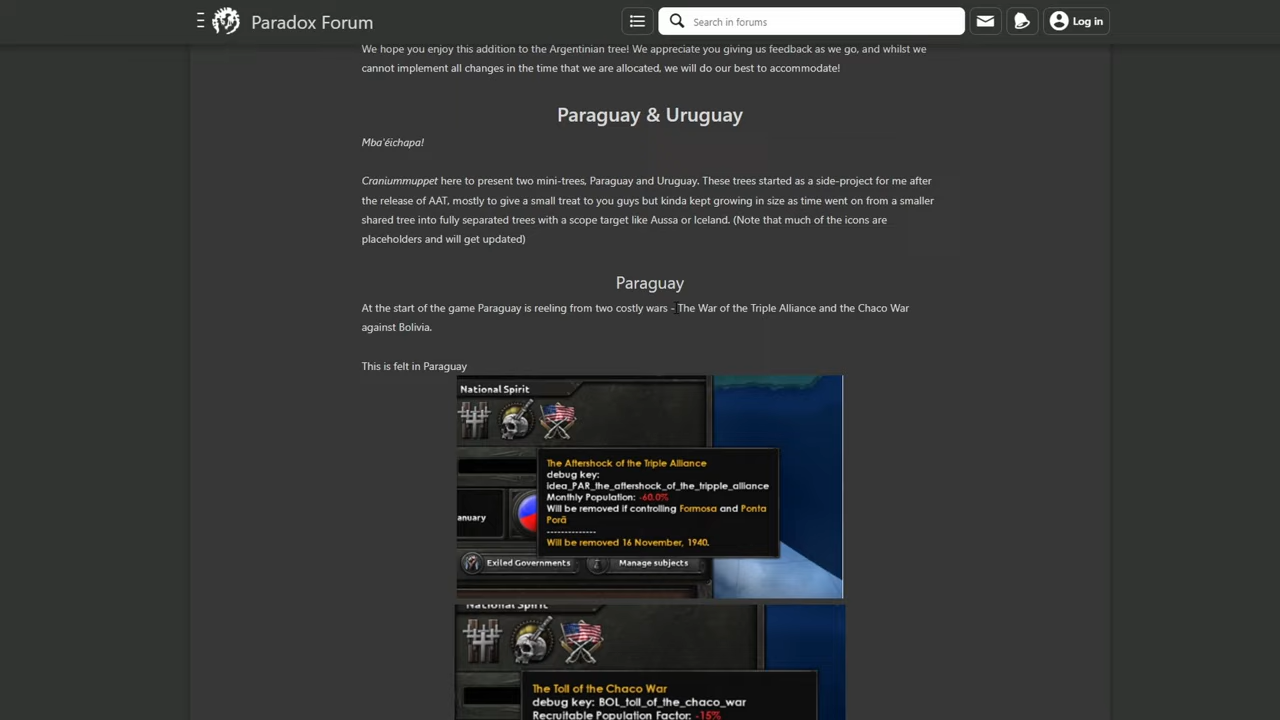 Paradox Forum
Search in forums
Log in
We hope you enjoy this addition to the Argentinian tree! We appreciate you giving us feedback as we go, and whilst we
cannot implement all changes in the time that we are allocated, we will do our best to accommodate!
Paraguay & Uruguay
Mba'éichapa!
Craniummuppet here to present two mini-trees, Paraguay and Uruguay. These trees started as a side-project for me after
the release of AAT, mostly to give a small treat to you guys but kinda kept growing in size as time went on from a smaller
shared tree into fully separated trees with a scope target like Aussa or Iceland. (Note that much of the icons are
placeholders and will get updated)
Paraguay
At the start of the game Paraguay is reeling from two costly wars - The War of the Triple Alliance and the Chaco War
against Bolivia.
This is felt in Paraguay
National Spirit
The Aftershock of the Triple Alliance
debug key:
idea_PAR_the_aftershock_of_the_tripple_alliance
Monthly Population: -60.0%
Will be removed if controlling Formosa and Ponta
Porã
--------------
Will be removed 16 November, 1940.
anuary
Exiled Governments
Manage subjects
National Spirit
The Toll of the Chaco War
debug key: BOL_toll_of_the_chaco_war
Recruitable Population Factor: -15%